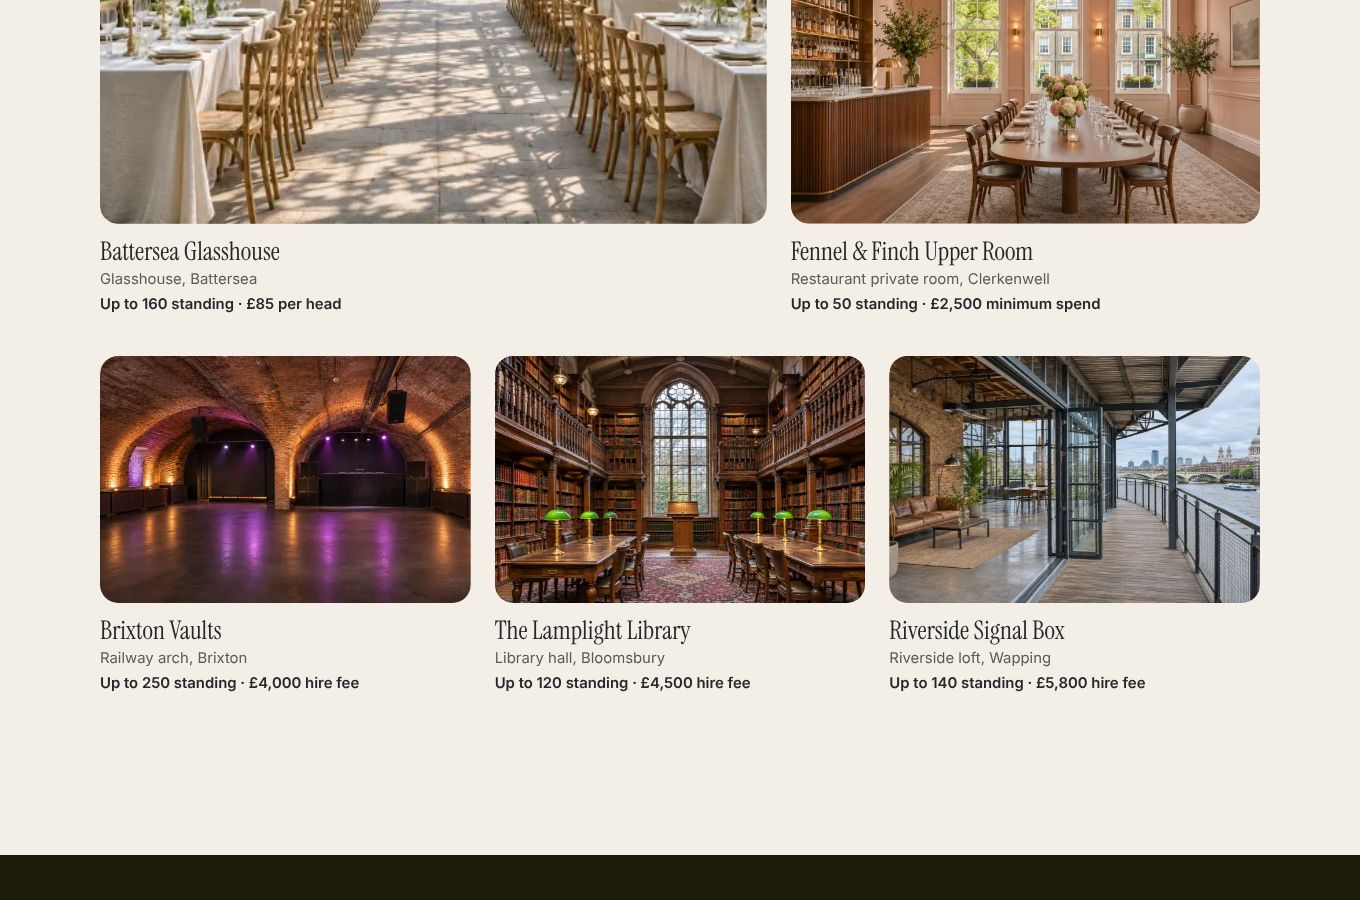 Battersea Glasshouse
Glasshouse, Battersea
Up to 160 standing · £85 per head
Fennel & Finch Upper Room
Restaurant private room, Clerkenwell
Up to 50 standing · £2,500 minimum spend
Brixton Vaults
Railway arch, Brixton
Up to 250 standing · £4,000 hire fee
The Lamplight Library
Library hall, Bloomsbury
Up to 120 standing · £4,500 hire fee
Riverside Signal Box
Riverside loft, Wapping
Up to 140 standing · £5,800 hire fee